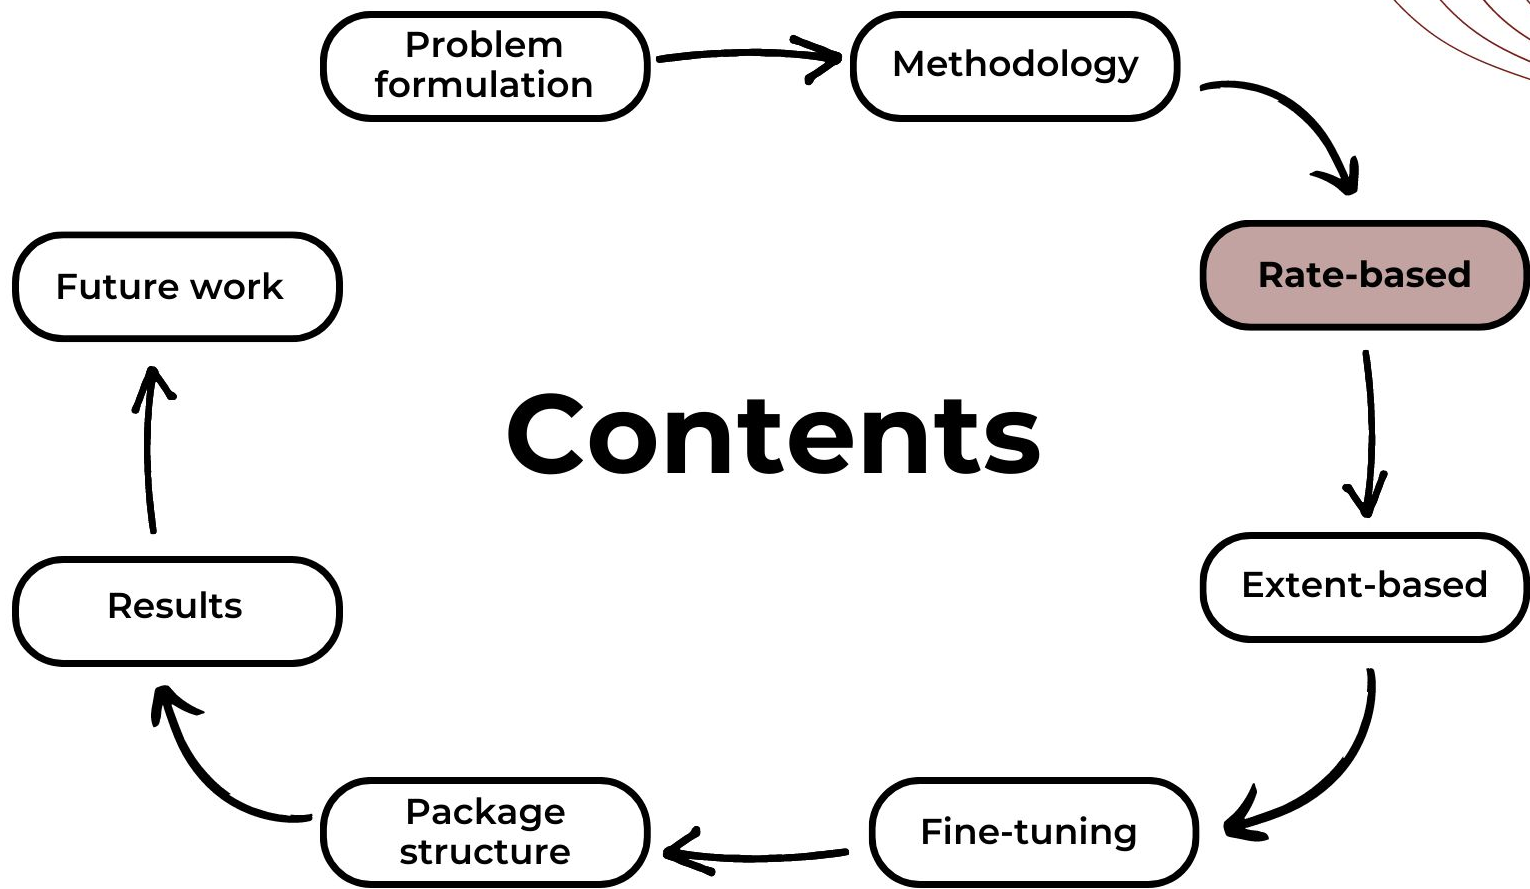 Problem
formulation
Methodology
Rate-based
Extent-based
Fine-tuning
Package
structure
Results
Future work
Contents